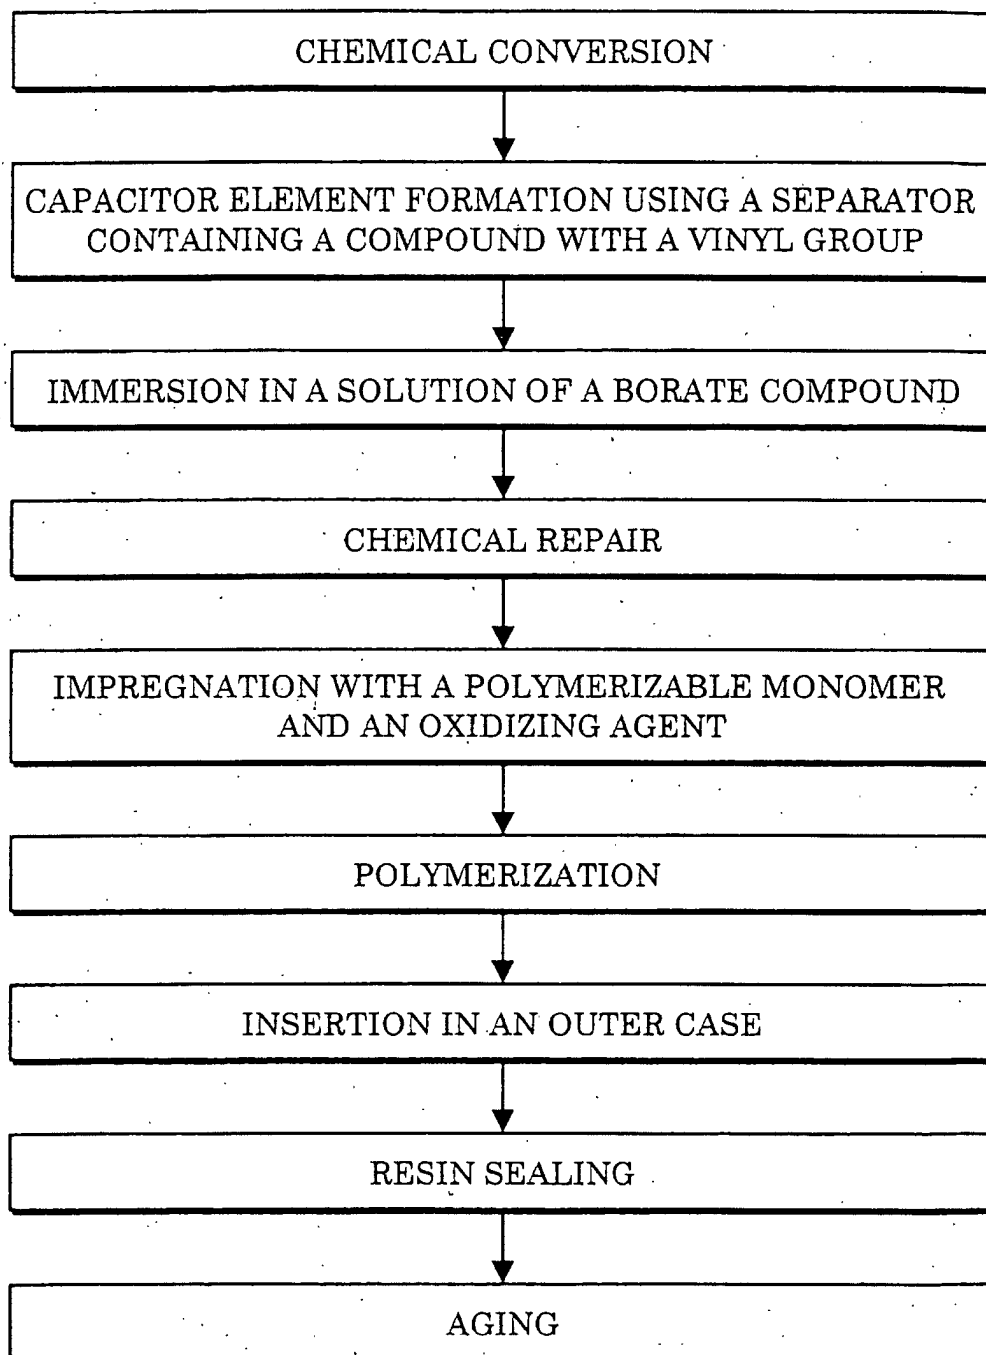 CHEMICAL CONVERSION
CAPACITOR ELEMENT FORMATION USING A SEPARATOR
CONTAINING A COMPOUND WITH A VINYL GROUP
IMMERSION IN A SOLUTION OF A BORATE COMPOUND
CHEMICAL REPAIR
IMPREGNATION WITH A POLYMERIZABLE MONOMER
AND AN OXIDIZING AGENT
POLYMERIZATION
INSERTION IN AN OUTER CASE
RESIN SEALING
AGING